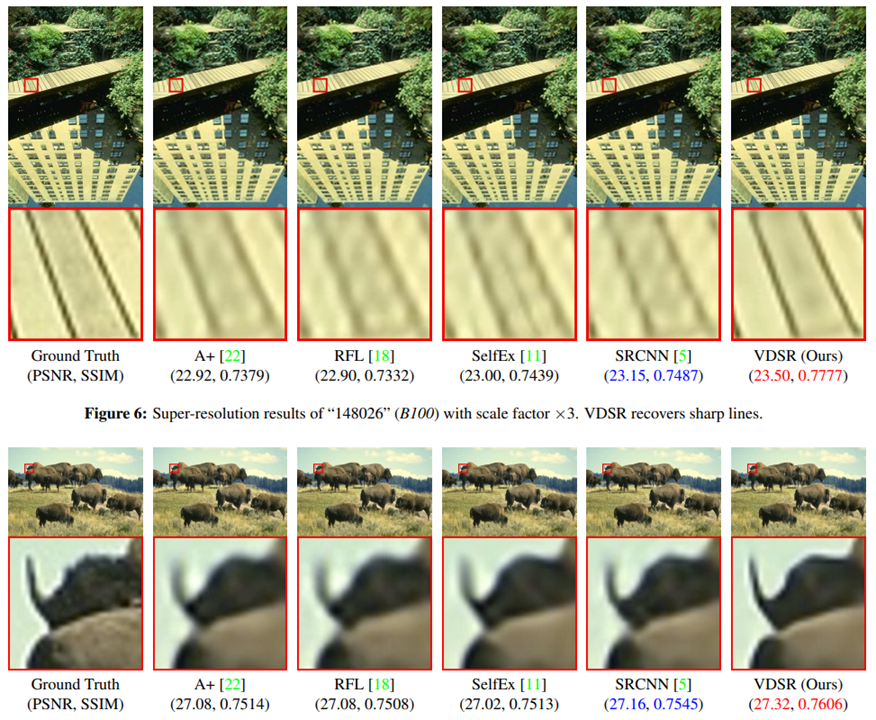 Ground Truth A+ [22] RFL [18] SelfEx [11] SRCNN [5] VDSR (Ours)
(PSNR, SSIM) (22.92, 0.7379) (22.90, 0.7332) (23.00, 0.7439) (23.15, 0.7487) (23.50, 0.7777)
Figure 6: Super-resolution results of “148026” (B100) with scale factor ×3. VDSR recovers sharp lines.
Ground Truth A+ [22] RFL [18] SelfEx [11] SRCNN [5] VDSR (Ours)
(PSNR, SSIM) (27.08, 0.7514) (27.08, 0.7508) (27.02, 0.7513) (27.16, 0.7545) (27.32, 0.7606)